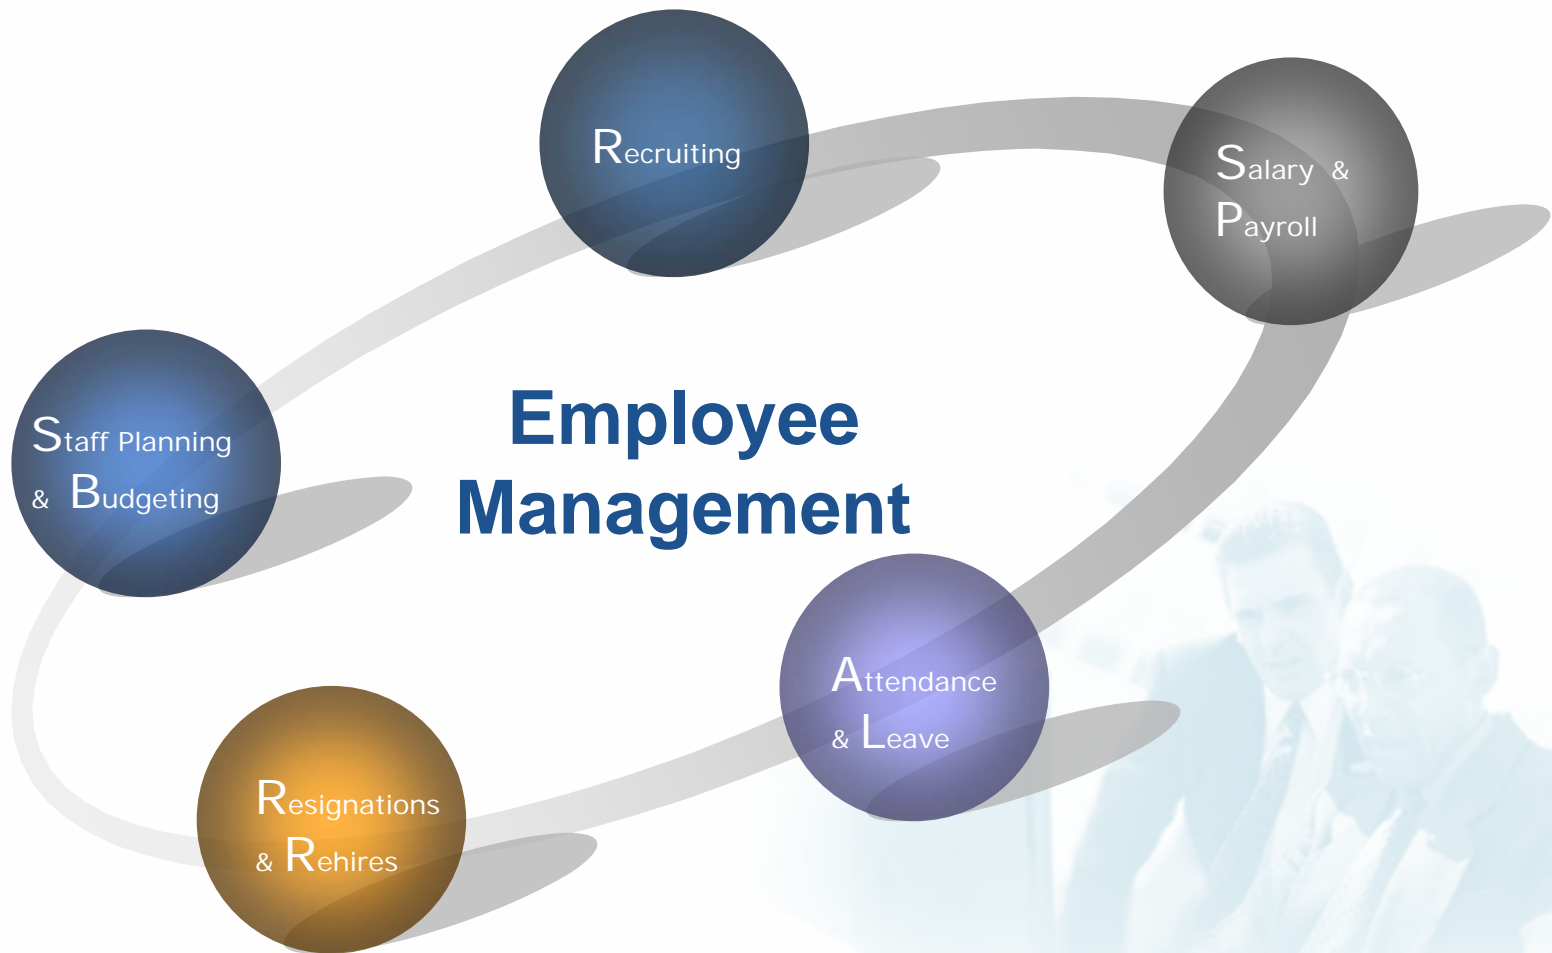 Recruiting
Salary &
Payroll
Staff Planning
& Budgeting
Employee
Management
Attendance
& Leave
Resignations
& Rehires